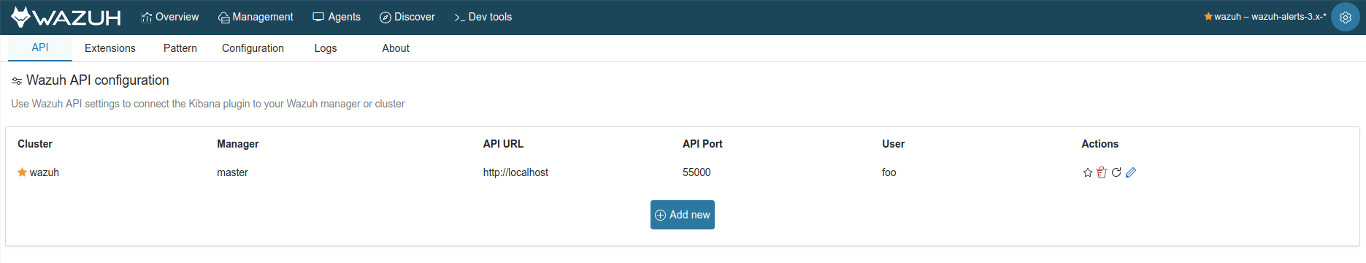 WAZUH Overview Management Agents Discover >_ Dev tools wazuh – wazuh-alerts-3.x-*
API Extensions Pattern Configuration Logs About
Wazuh API configuration
Use Wazuh API settings to connect the Kibana plugin to your Wazuh manager or cluster
Cluster Manager API URL API Port User Actions
wazuh master http://localhost 55000 foo
Add new